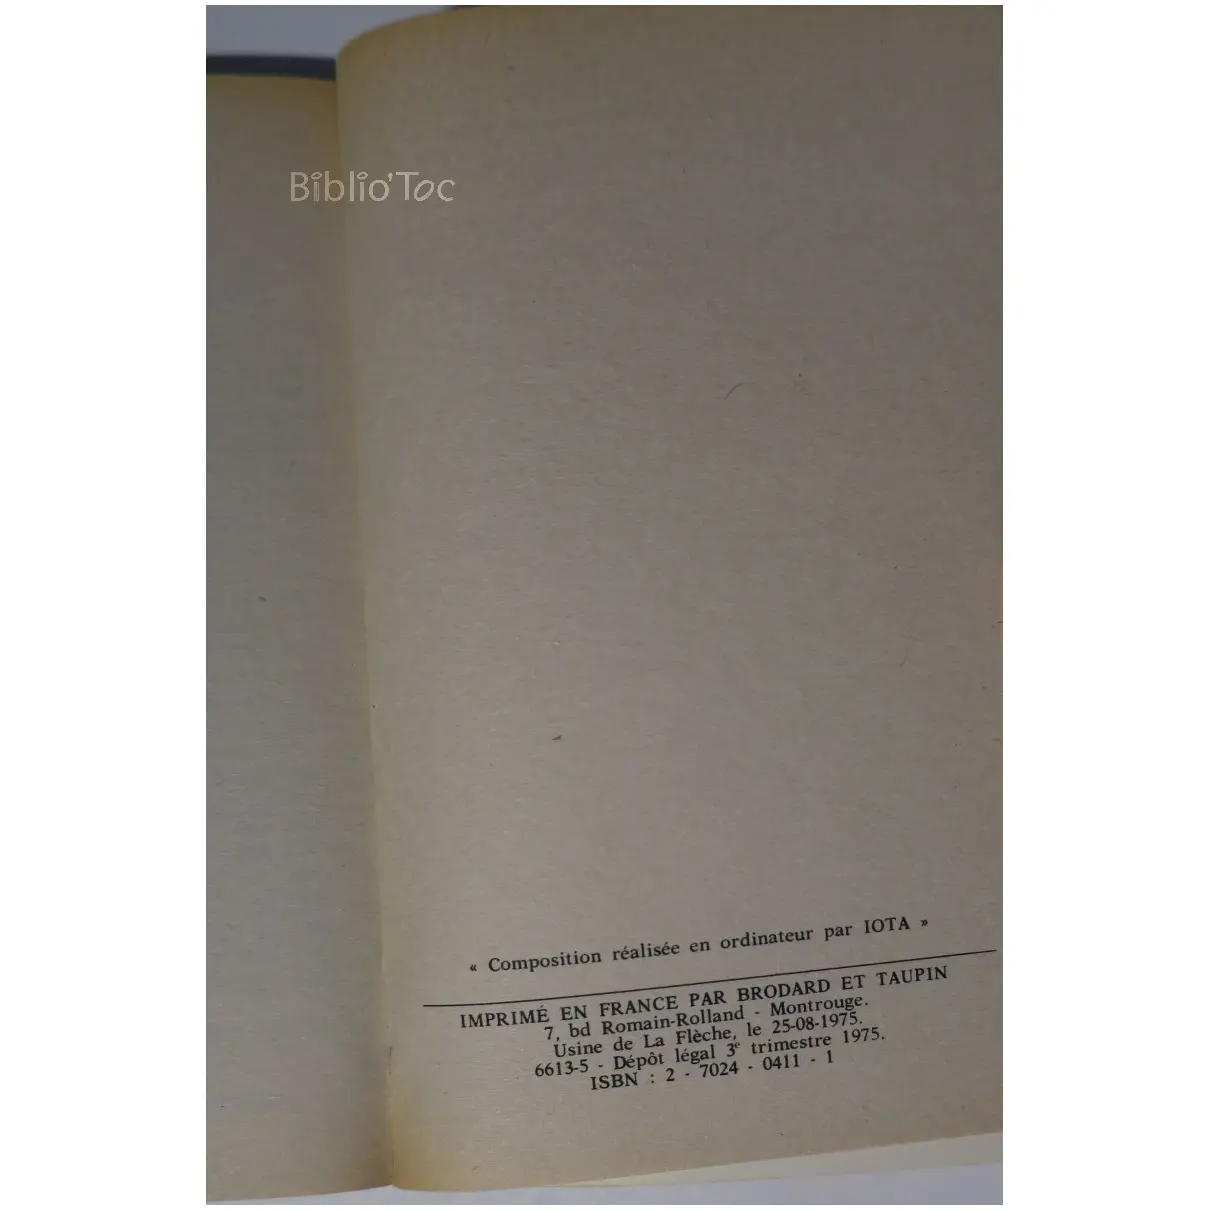 Biblio'Toc
« Composition réalisée en ordinateur par IOTA »
IMPRIMÉ EN FRANCE PAR BRODARD ET TAUPIN
7, bd Romain-Rolland - Montrouge.
Usine de La Flèche, le 25-08-1975.
6613-5 - Dépôt légal 3e trimestre 1975.
ISBN : 2 - 7024 - 0411 - 1